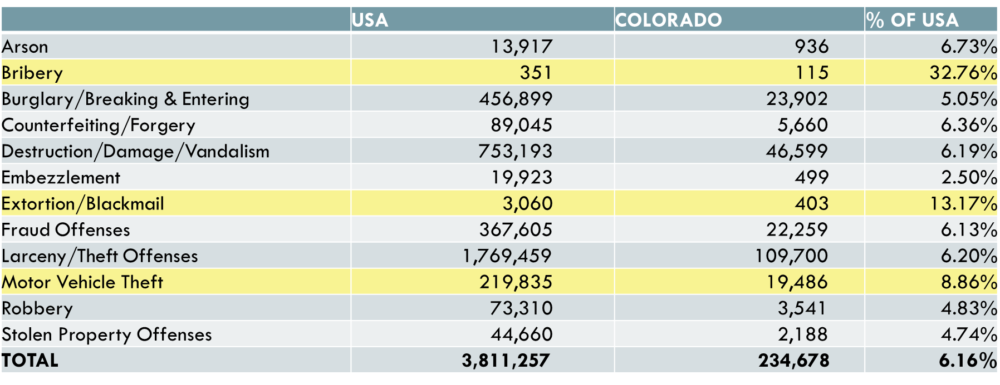 USA COLORADO % OF USA
Arson 13,917 936 6.73%
Bribery 351 115 32.76%
Burglary/Breaking & Entering 456,899 23,902 5.05%
Counterfeiting/Forgery 89,045 5,660 6.36%
Destruction/Damage/Vandalism 753,193 46,599 6.19%
Embezzlement 19,923 499 2.50%
Extortion/Blackmail 3,060 403 13.17%
Fraud Offenses 367,605 22,259 6.13%
Larceny/Theft Offenses 1,769,459 109,700 6.20%
Motor Vehicle Theft 219,835 19,486 8.86%
Robbery 73,310 3,541 4.83%
Stolen Property Offenses 44,660 2,188 4.74%
TOTAL 3,811,257 234,678 6.16%